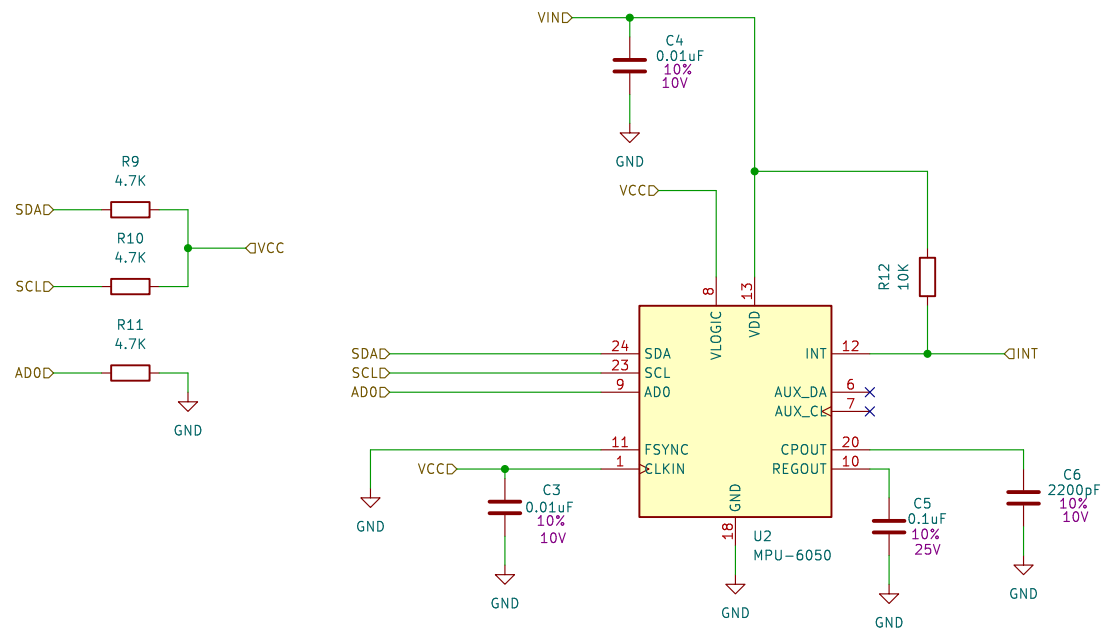 VIN
C4
0.01uF
10%
10V
GND
R9
4.7K
SDA
R10
4.7K
VCC
SCL
R11
4.7K
AD0
GND
VCC
R12
10K
8
13
VLOGIC
VDD
SDA
24
SDA
INT
12
INT
SCL
23
SCL
AD0
9
AD0
AUX_DA
6
AUX_CL
7
11
FSYNC
CPOUT
20
VCC
1
CLKIN
REGOUT
10
GND
C3
0.01uF
10%
10V
GND
GND
18
U2
MPU-6050
GND
C5
0.1uF
10%
25V
GND
C6
2200pF
10%
10V
GND